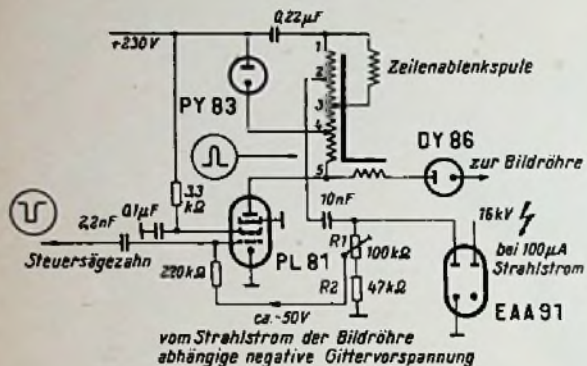 0,22µF
+230V
PY 83
1
2
3
4
5
Zeilenablenkspule
DY 86
zur Bildröhre
3,3
kΩ
0,1µF
2,2nF
Steuersägezahn
PL 81
220kΩ
10nF
R1
100kΩ
R2
47kΩ
16kV
bei 100µA
Strahlstrom
EAA 91
ca.-50V
vom Strahlstrom der Bildröhre
abhängige negative Gittervorspannung